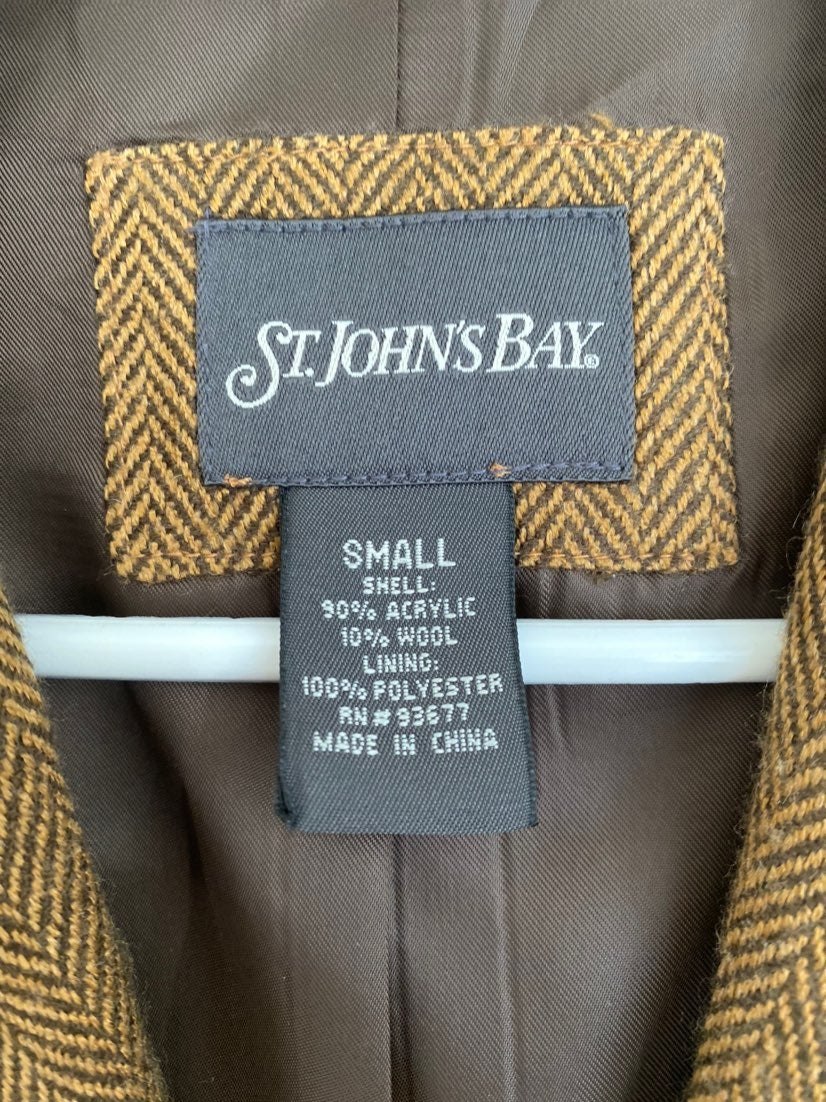 ST. JOHN'S BAY®
SMALL
SHELL:
90% ACRYLIC
10% WOOL
LINING:
100% POLYESTER
RN # 93677
MADE IN CHINA